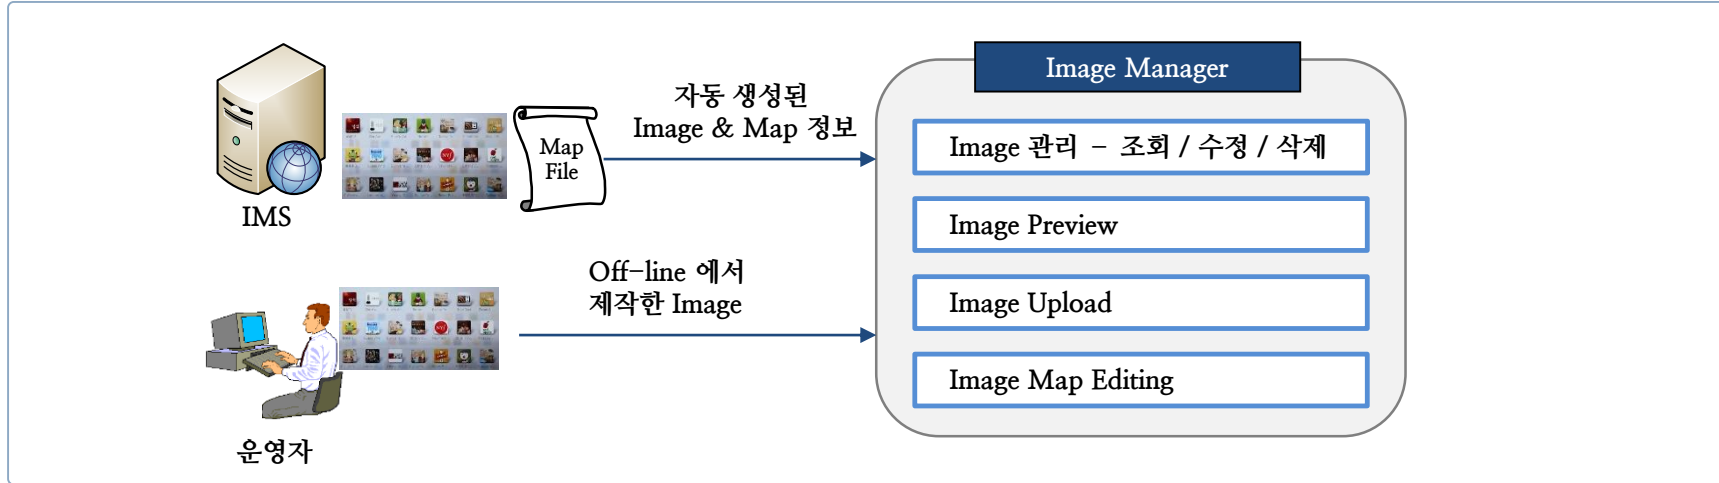 Image Manager
자동 생성된
Image & Map 정보
Map
File
IMS
Image 관리 - 조회 / 수정 / 삭제
Image Preview
Off-line 에서
제작한 Image
Image Upload
Image Map Editing
운영자